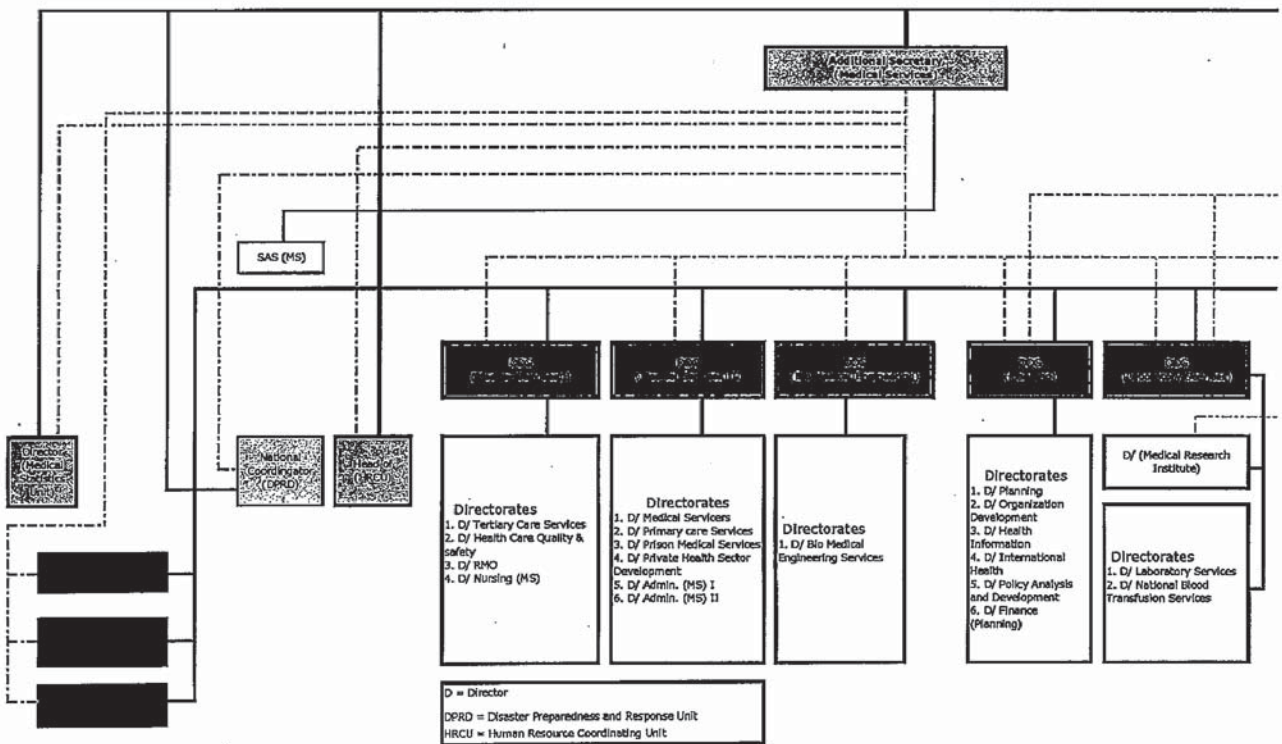 Additional Secretary
(Medical Services)
SAS (MS)
Director
(Medical
Statistics
Unit)
National
Coordingator
(DPRD)
Head of
(HRCU)
D/ (Medical Research
Institute)
Directorates
1. D/ Tertiary Care Services
2. D/ Health Care Quality &
safety
3. D/ RMO
4. D/ Nursing (MS)
Directorates
1. D/ Medical Servicers
2. D/ Primary care Services
3. D/ Prison Medical Services
4. D/ Private Health Sector
Development
5. D/ Admin. (MS) I
6. D/ Admin. (MS) II
Directorates
1. D/ Bio Medical
Engineering Services
Directorates
1. D/ Planning
2. D/ Organization
Development
3. D/ Health
Information
4. D/ International
Health
5. D/ Policy Analysis
and Development
6. D/ Finance
(Planning)
Directorates
1. D/ Laboratory Services
2. D/ National Blood
Transfusion Services
D = Director
DPRD = Disaster Preparedness and Response Unit
HRCU = Human Resource Coordinating Unit